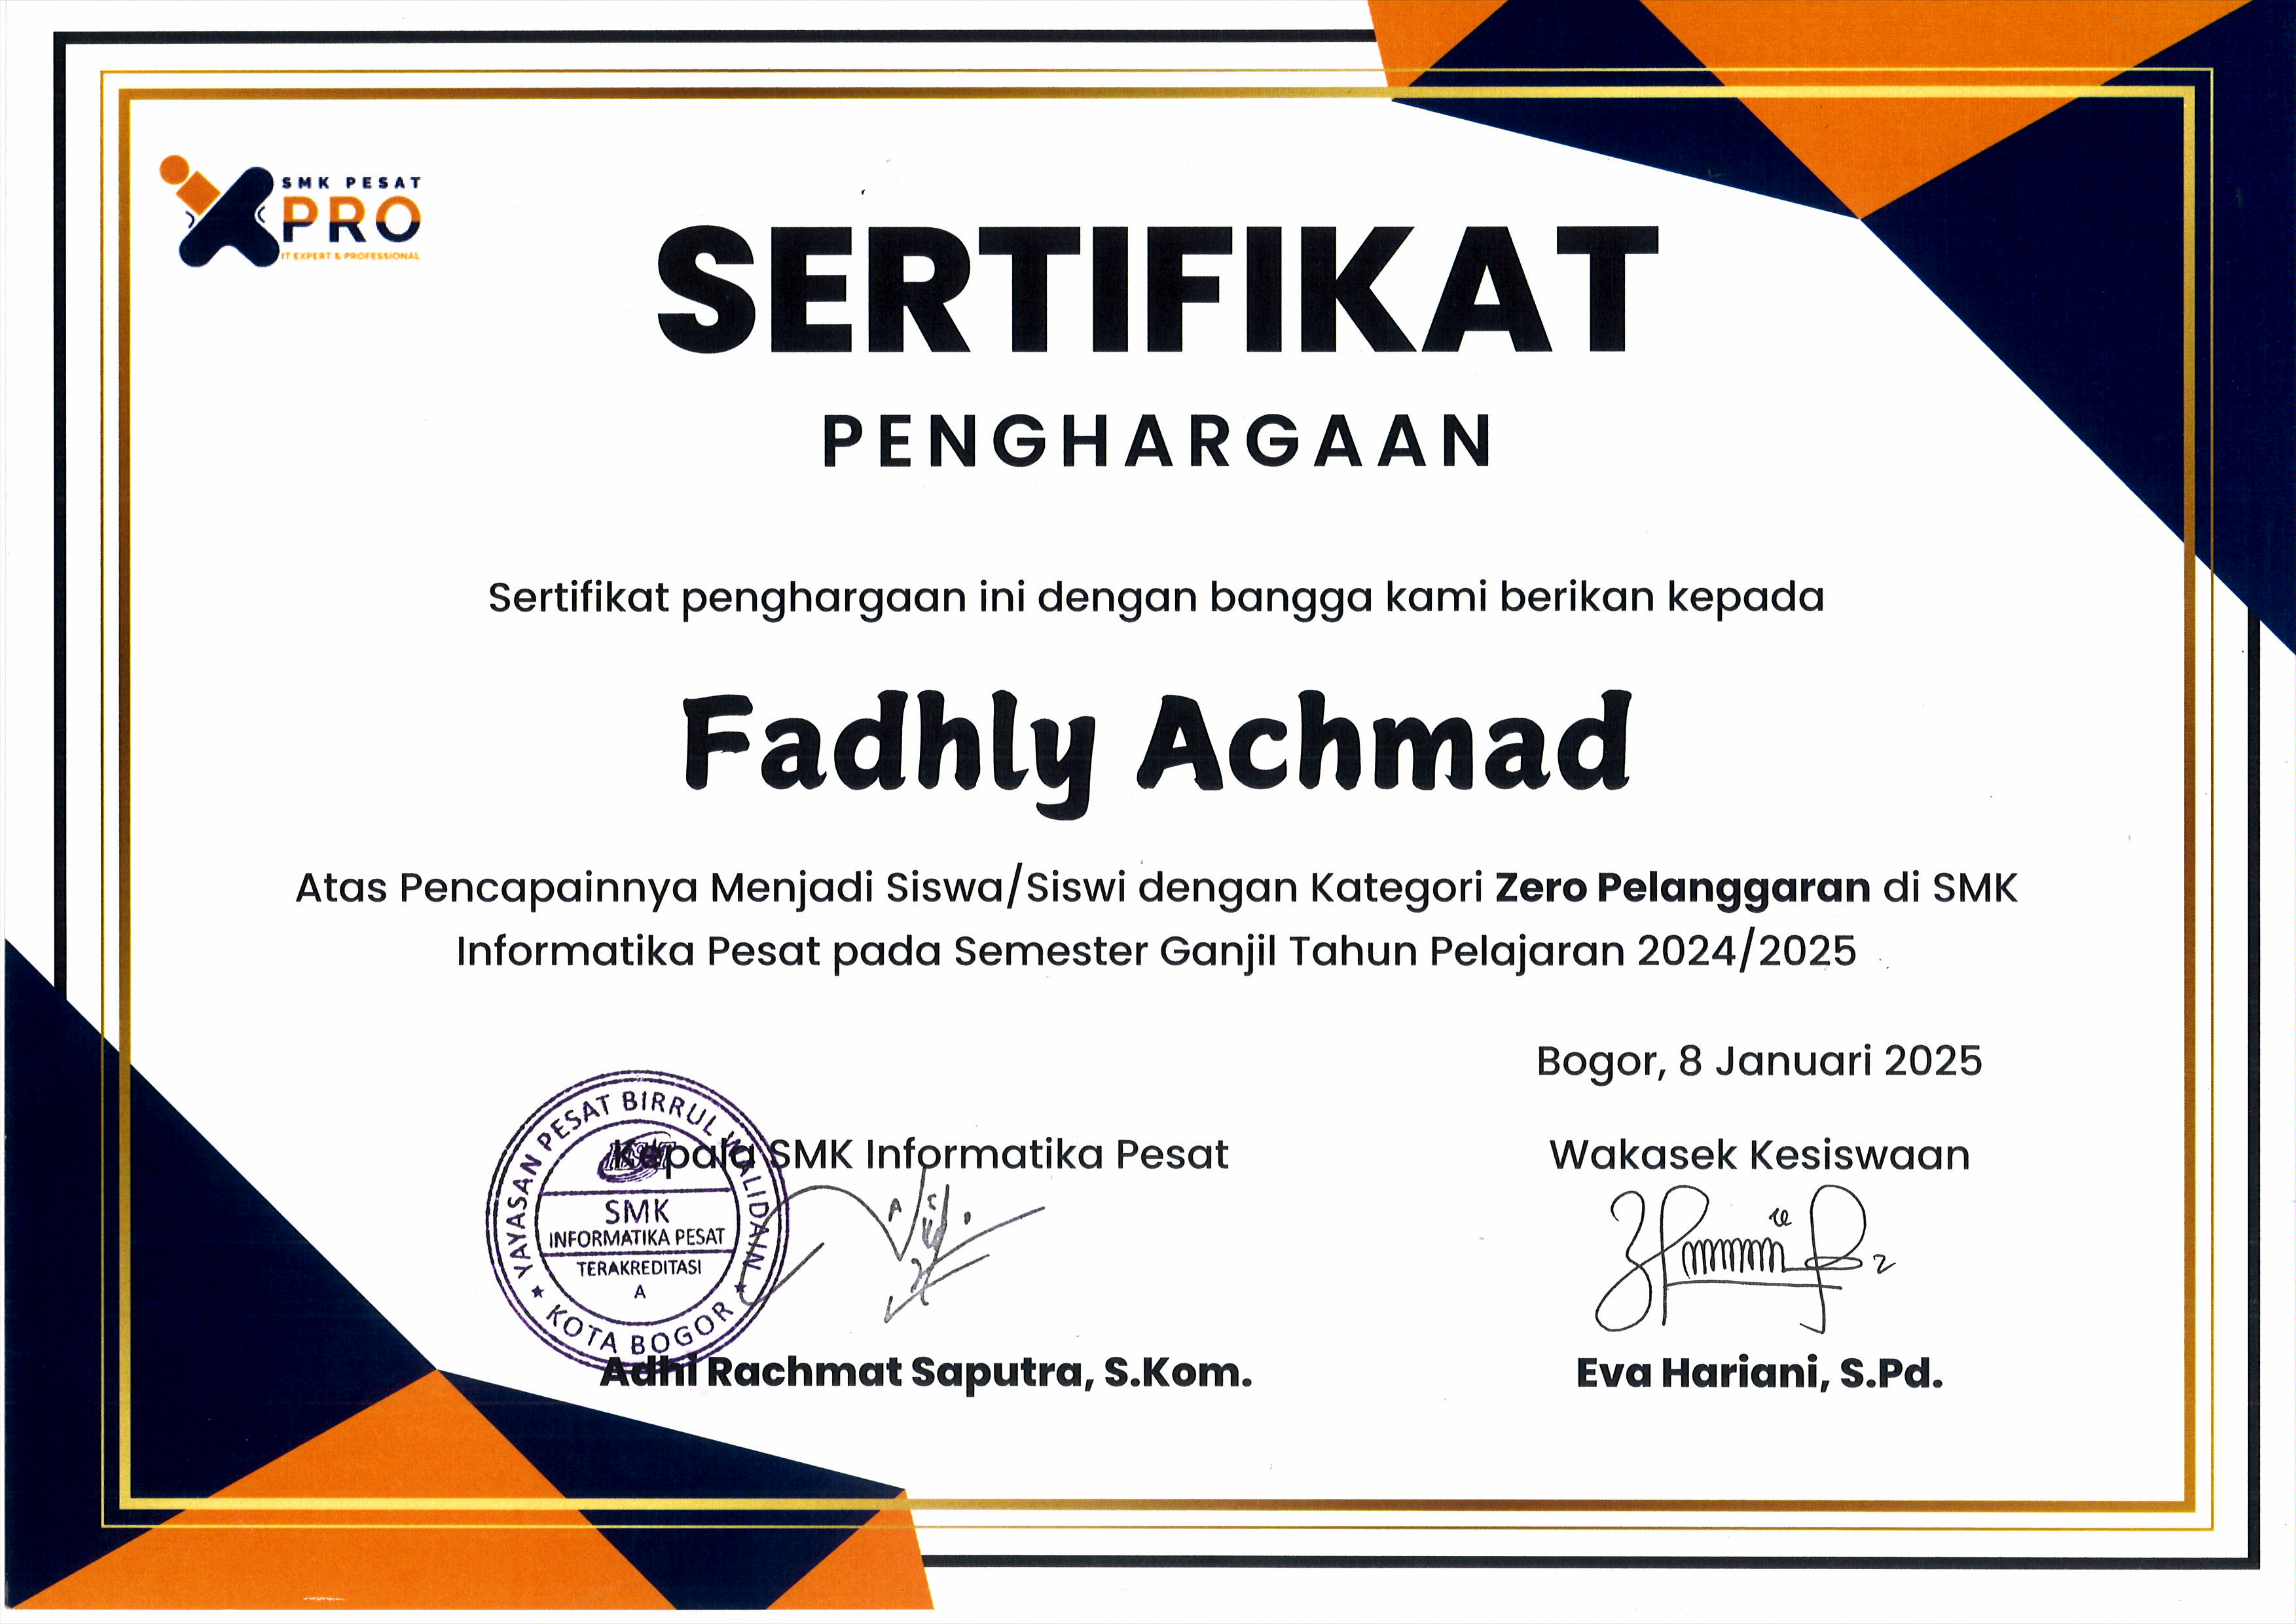 SMK PESAT
PRO
IT EXPERT & PROFESSIONAL
SERTIFIKAT
PENGHARGAAN
Sertifikat penghargaan ini dengan bangga kami berikan kepada
Fadhly Achmad
Atas Pencapainnya Menjadi Siswa/Siswi dengan Kategori Zero Pelanggaran di SMK
Informatika Pesat pada Semester Ganjil Tahun Pelajaran 2024/2025
Bogor, 8 Januari 2025
Kepala SMK Informatika Pesat
Wakasek Kesiswaan
YAYASAN PESAT BIRRUL WALIDAIN
SMK
INFORMATIKA PESAT
TERAKREDITASI
A
KOTA BOGOR
Adhi Rachmat Saputra, S.Kom.
Eva Hariani, S.Pd.